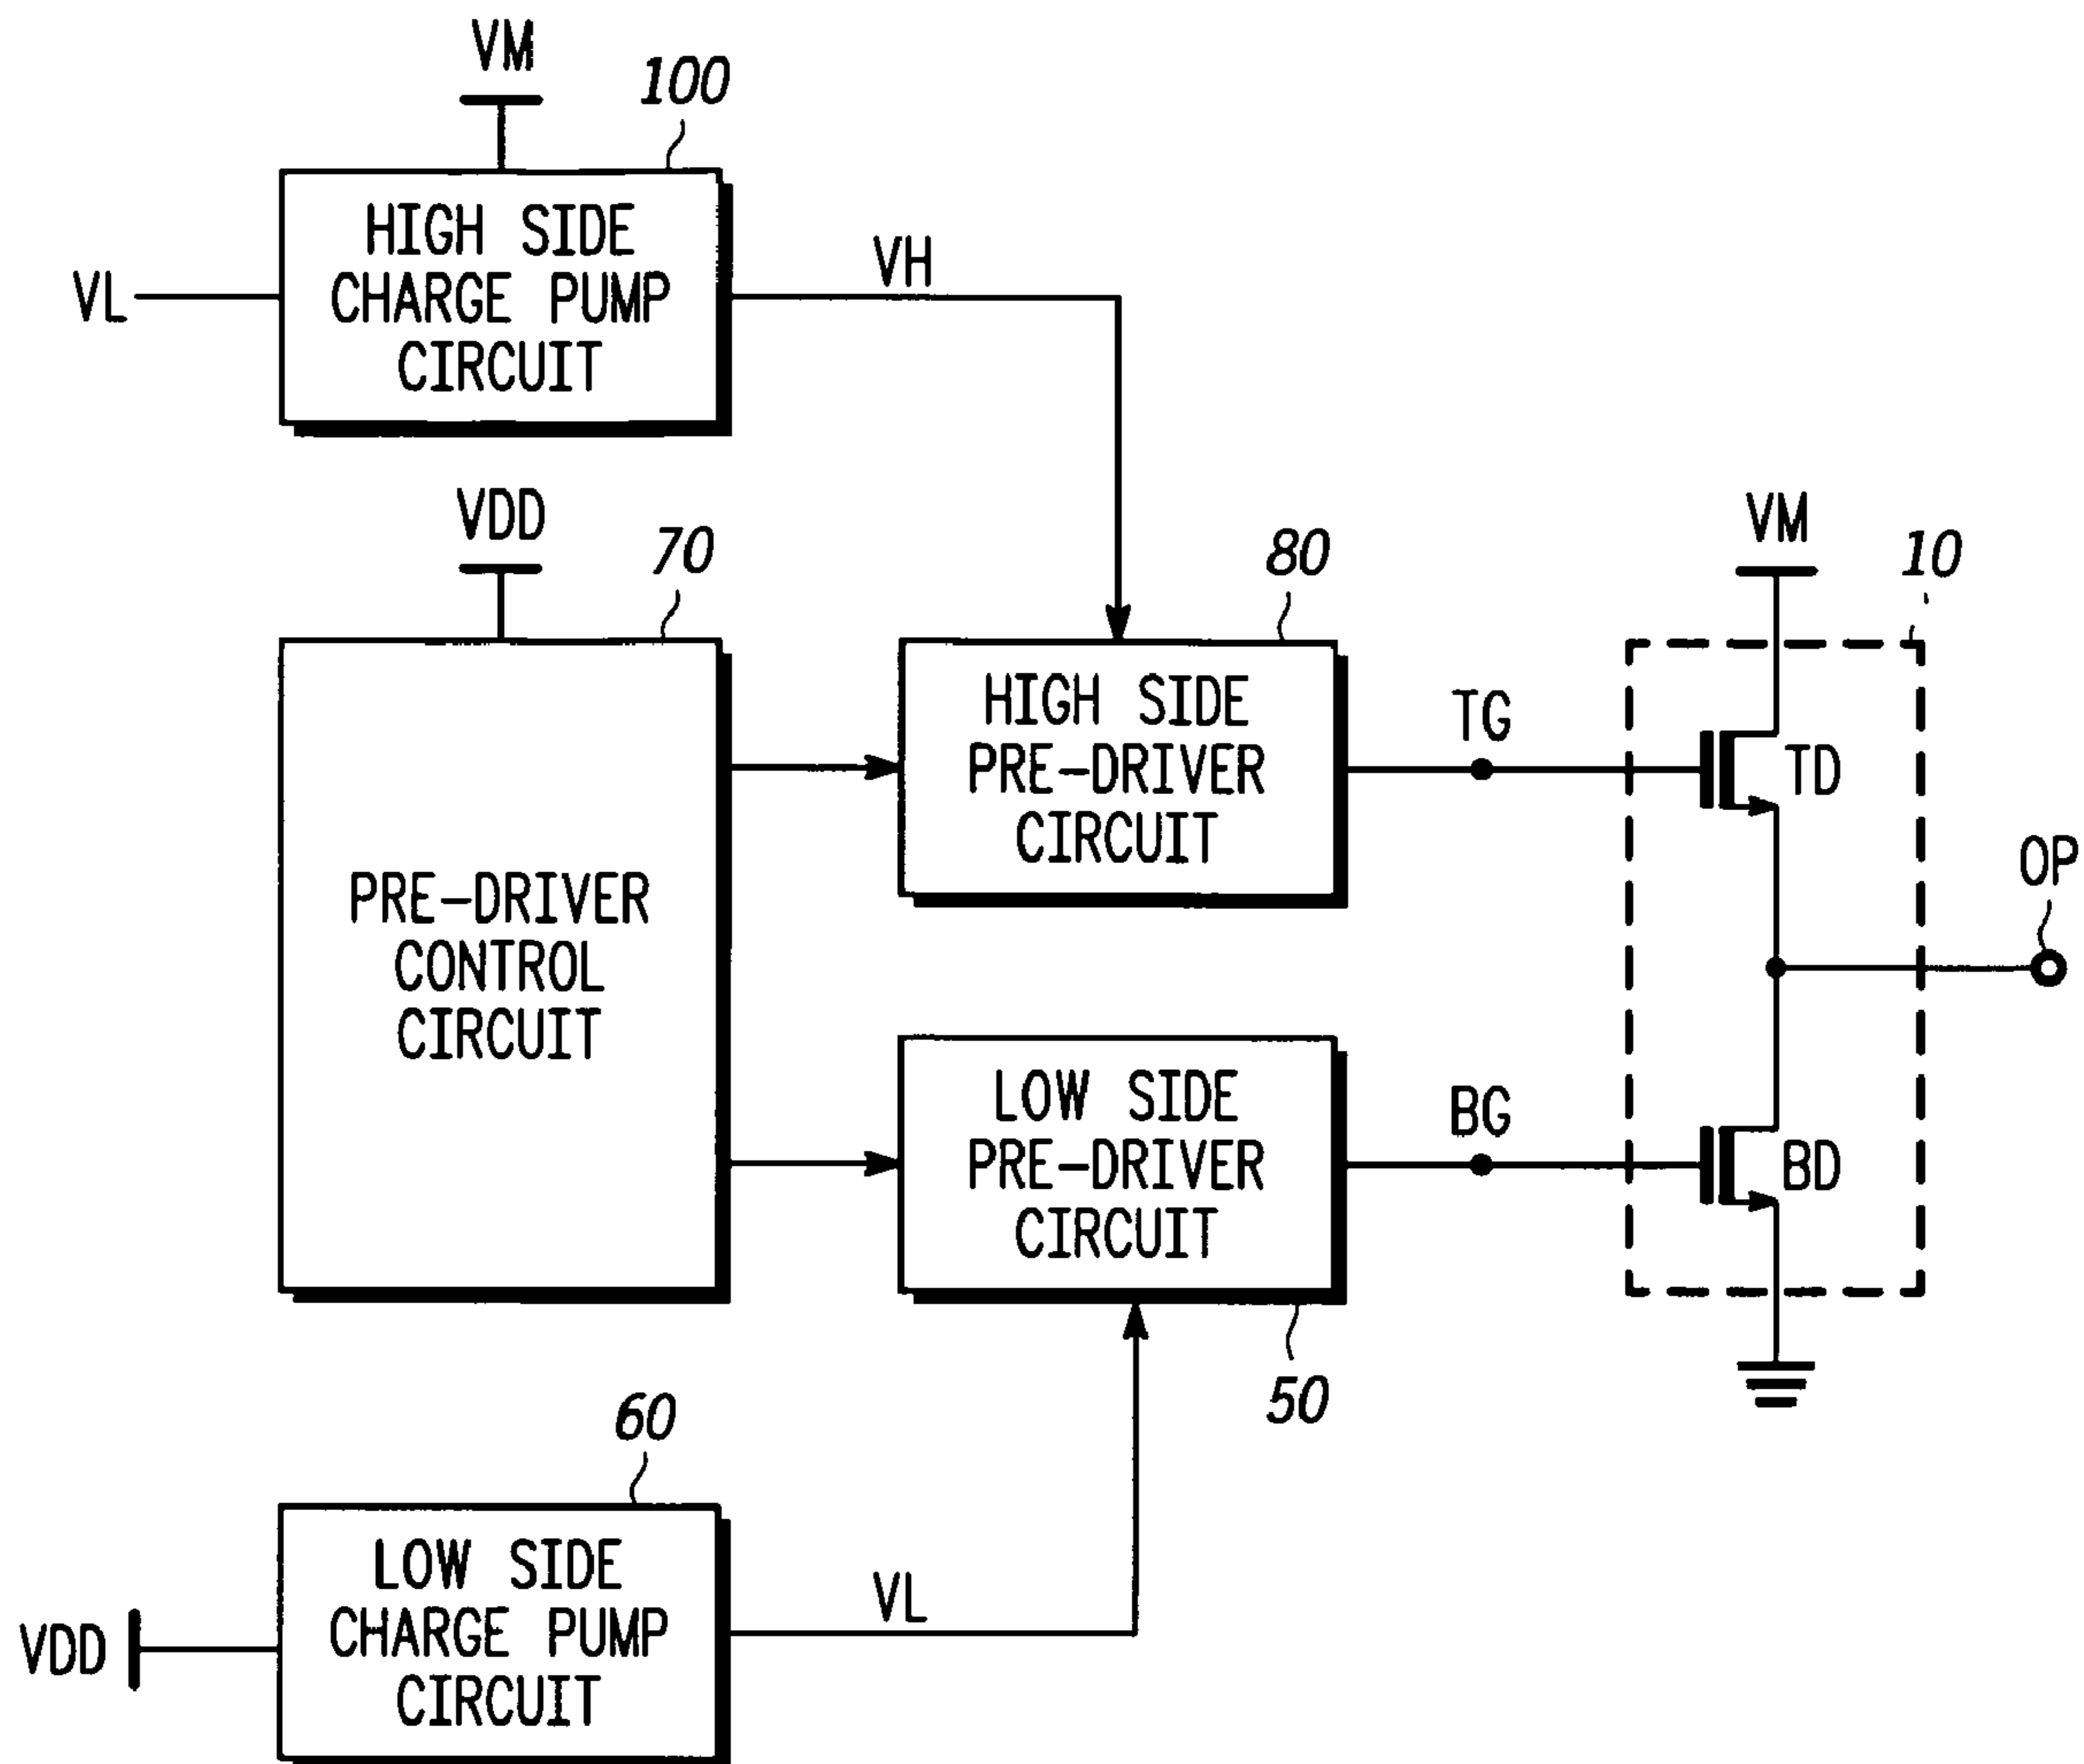 VM
100
HIGH SIDE
CHARGE PUMP
CIRCUIT
VL
VH
VDD
70
PRE-DRIVER
CONTROL
CIRCUIT
80
HIGH SIDE
PRE-DRIVER
CIRCUIT
TG
VM
10
TD
OP
LOW SIDE
PRE-DRIVER
CIRCUIT
50
BG
BD
60
LOW SIDE
CHARGE PUMP
CIRCUIT
VDD
VL